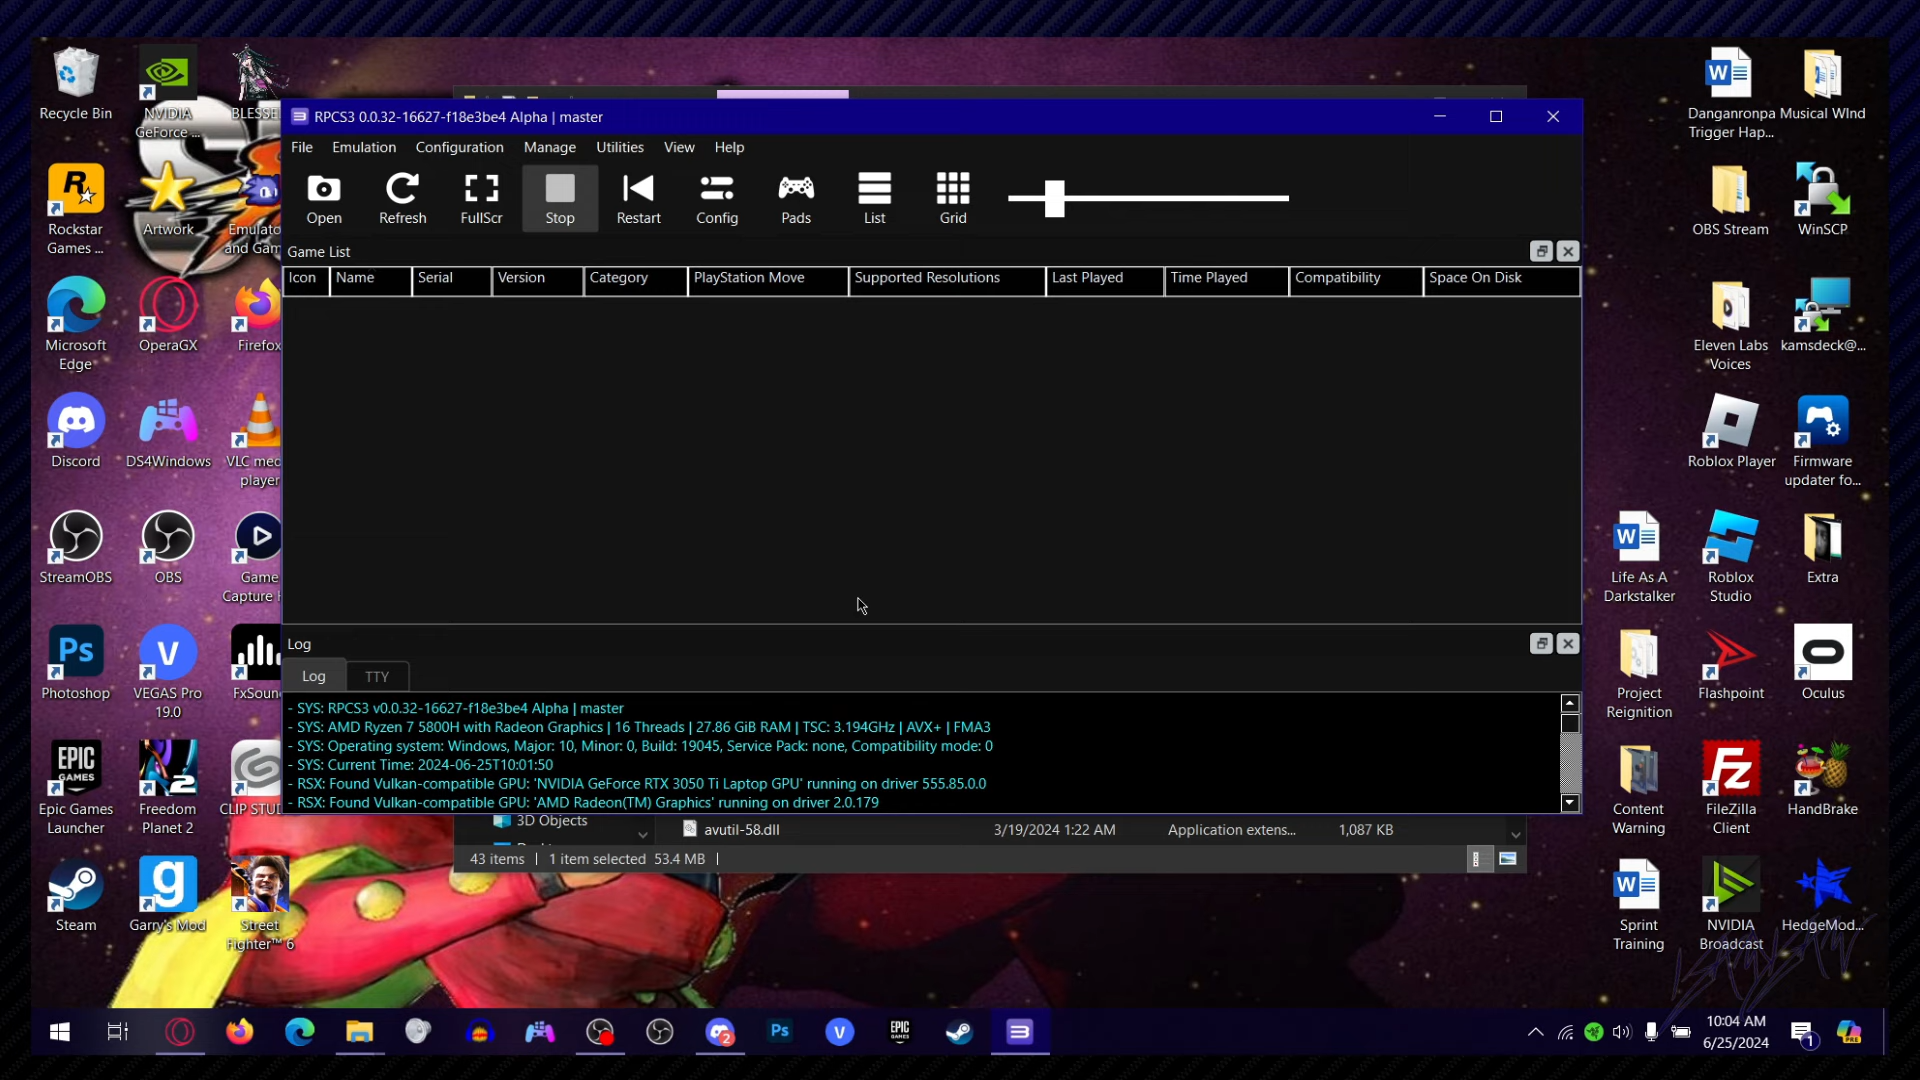 Recycle Bin
NVIDIA
GeForce ...
BLESSE
Rockstar
Games ...
Artwork
Emulato
and Gam
Microsoft
Edge
OperaGX
Firefox
Discord
DS4Windows
VLC med
player
StreamOBS
OBS
Game
Capture
Photoshop
VEGAS Pro
19.0
FxSoun
Epic Games
Launcher
Freedom
Planet 2
CLIP STUD
Steam
Garry's Mod
Street
Fighter™ 6
RPCS3 0.0.32-16627-f18e3be4 Alpha | master
File Emulation Configuration Manage Utilities View Help
Open Refresh FullScr Stop Restart Config Pads List Grid
Game List
Icon Name Serial Version Category PlayStation Move Supported Resolutions Last Played Time Played Compatibility Space On Disk
Log
Log TTY
- SYS: RPCS3 v0.0.32-16627-f18e3be4 Alpha | master
- SYS: AMD Ryzen 7 5800H with Radeon Graphics | 16 Threads | 27.86 GiB RAM | TSC: 3.194GHz | AVX+ | FMA3
- SYS: Operating system: Windows, Major: 10, Minor: 0, Build: 19045, Service Pack: none, Compatibility mode: 0
- SYS: Current Time: 2024-06-25T10:01:50
- RSX: Found Vulkan-compatible GPU: 'NVIDIA GeForce RTX 3050 Ti Laptop GPU' running on driver 555.85.0.0
- RSX: Found Vulkan-compatible GPU: 'AMD Radeon(TM) Graphics' running on driver 2.0.179
3D Objects
avutil-58.dll 3/19/2024 1:22 AM Application extens... 1,087 KB
43 items | 1 item selected 53.4 MB |
Danganronpa
Trigger Hap...
Musical WInd
OBS Stream
WinSCP
Eleven Labs
Voices
kamsdeck@...
Roblox Player
Firmware
updater fo...
Life As A
Darkstalker
Roblox
Studio
Extra
Project
Reignition
Flashpoint
Oculus
Content
Warning
FileZilla
Client
HandBrake
Sprint
Training
NVIDIA
Broadcast
HedgeMod...
10:04 AM
6/25/2024